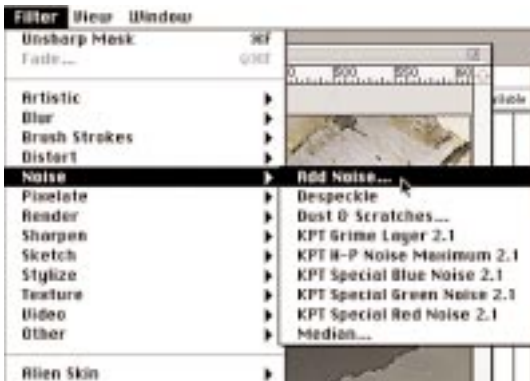 Filter View Window
Unsharp Mask ⌘F
Fade...
Artistic
Blur
Brush Strokes
Distort
Noise
Pixelate
Render
Sharpen
Sketch
Stylize
Texture
Video
Other
Alien Skin
500 550
Add Noise...
Despeckle
Dust & Scratches...
KPT Grime Layer 2.1
KPT H-P Noise Maximum 2.1
KPT Special Blue Noise 2.1
KPT Special Green Noise 2.1
KPT Special Red Noise 2.1
Median...